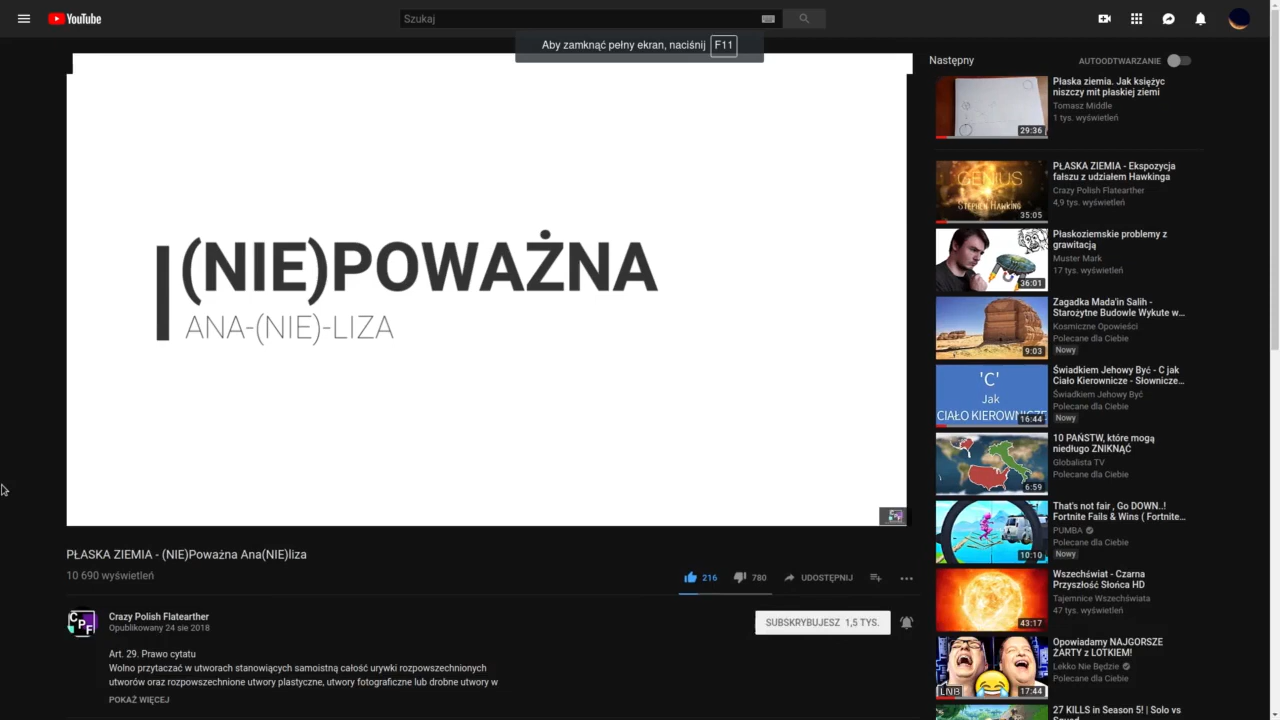 YouTube
Szukaj
Aby zamknąć pełny ekran, naciśnij F11
(NIE)POWAŻNA
ANA-(NIE)-LIZA
PŁASKA ZIEMIA - (NIE)Poważna Ana(NIE)liza
10 690 wyświetleń
216
780
UDOSTĘPNIJ
CPF
Crazy Polish Flatearther
Opublikowany 24 sie 2018
SUBSKRYBUJESZ 1,5 TYS.
Art. 29. Prawo cytatu
Wolno przytaczać w utworach stanowiących samoistną całość urywki rozpowszechnionych
utworów oraz rozpowszechnione utwory plastyczne, utwory fotograficzne lub drobne utwory w
POKAŻ WIĘCEJ
Następny
AUTOODTWARZANIE
29:36
Płaska ziemia. Jak księżyc
niszczy mit płaskiej ziemi
Tomasz Middle
1 tys. wyświetleń
GENIUS
STEPHEN HAWKING
35:05
PŁASKA ZIEMIA - Ekspozycja
fałszu z udziałem Hawkinga
Crazy Polish Flatearther
4,9 tys. wyświetleń
36:01
Płaskoziemskie problemy z
grawitacją
Muster Mark
17 tys. wyświetleń
9:03
Zagadka Mada'in Salih -
Starożytne Budowle Wykute w...
Kosmiczne Opowieści
Polecane dla Ciebie
Nowy
'C'
Jak
CIAŁO KIEROWNICZE
16:44
Świadkiem Jehowy Być - C jak
Ciało Kierownicze - Słownicze...
Świadkiem Jehowy Być
Polecane dla Ciebie
Nowy
6:59
10 PAŃSTW, które mogą
niedługo ZNIKNĄĆ
Globalista TV
Polecane dla Ciebie
10:10
That's not fair , Go DOWN..!
Fortnite Fails & Wins ( Fortnite...
PUMBA
Polecane dla Ciebie
Nowy
43:17
Wszechświat - Czarna
Przyszłość Słońca HD
Tajemnice Wszechświata
47 tys. wyświetleń
LNB
17:44
Opowiadamy NAJGORSZE
ŻARTY z LOTKIEM!
Lekko Nie Będzie
Polecane dla Ciebie
27 KILLS in Season 5! | Solo vs
Squad